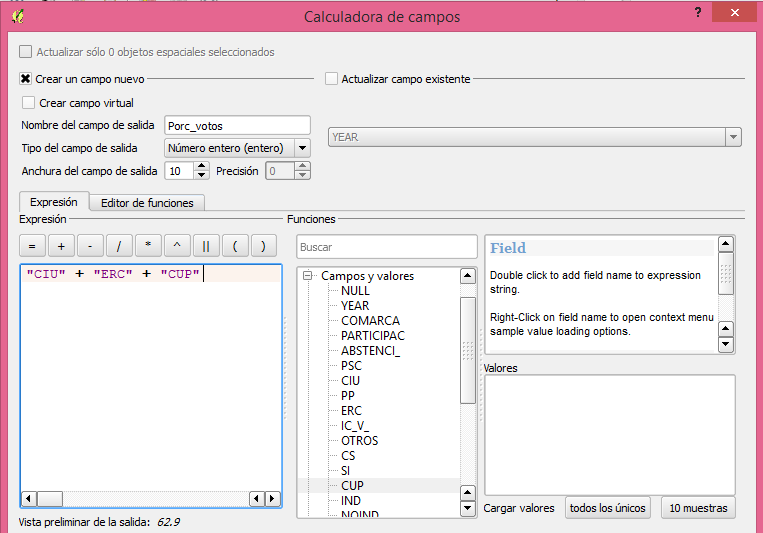 Calculadora de campos
?
Actualizar sólo 0 objetos espaciales seleccionados
Crear un campo nuevo
Actualizar campo existente
Crear campo virtual
Nombre del campo de salida Porc_votos
YEAR
Tipo del campo de salida Número entero (entero)
Anchura del campo de salida 10 Precisión 0
Expresión Editor de funciones
Expresión
Funciones
= + - / * ^ || ( )
"CIU" + "ERC" + "CUP"
Buscar
Campos y valores
NULL
YEAR
COMARCA
PARTICIPAC
ABSTENCI_
PSC
CIU
PP
ERC
IC_V_
OTROS
CS
SI
CUP
IND
NOIND
Field
Double click to add field name to expression
string.
Right-Click on field name to open context menu
sample value loading options.
Valores
Cargar valores todos los únicos 10 muestras
Vista preliminar de la salida: 62.9